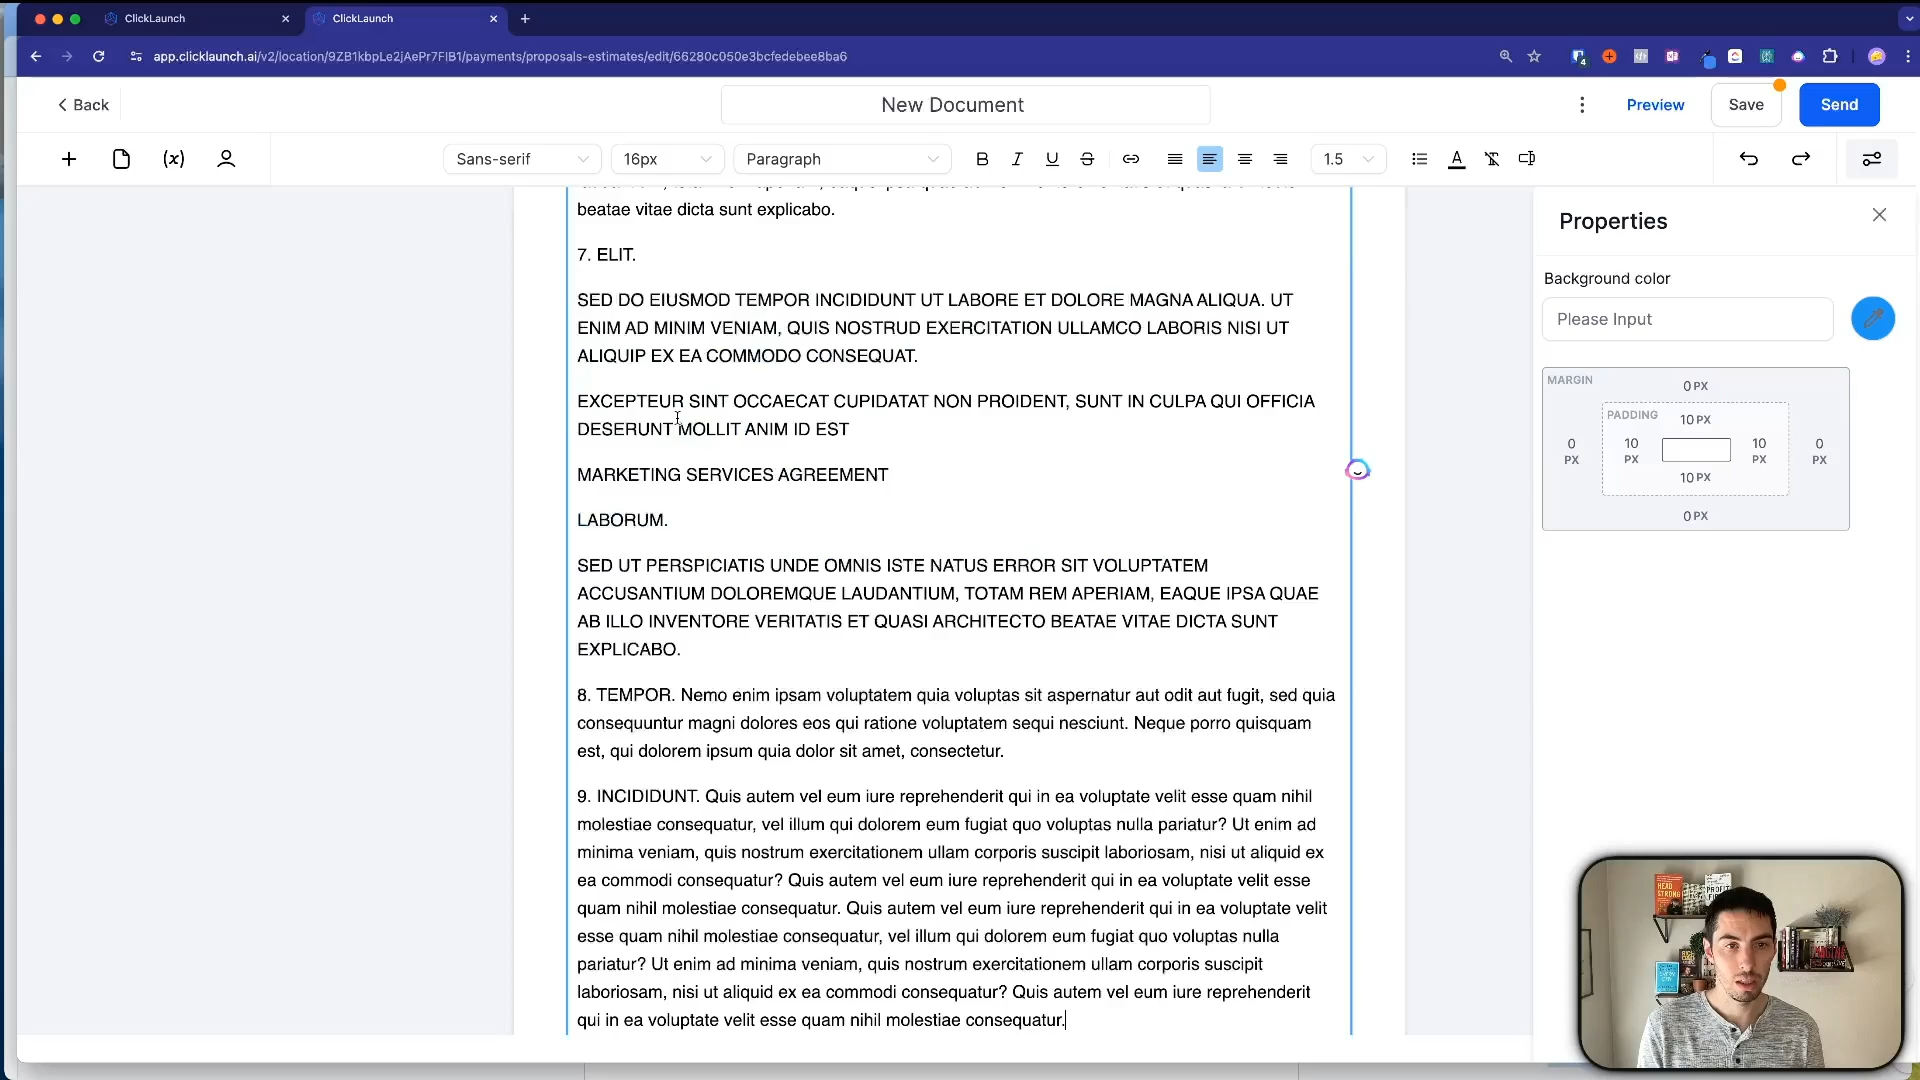 ClickLaunch
ClickLaunch
app.clicklaunch.ai/v2/location/9ZB1kbpLe2jAePr7FIB1/payments/proposals-estimates/edit/66280c050e3bcfedebee8ba6
Back
New Document
Preview
Save
Send
(x)
Sans-serif
16px
Paragraph
B
I
U
S
1.5
A
beatae vitae dicta sunt explicabo.
7. ELIT.
SED DO EIUSMOD TEMPOR INCIDIDUNT UT LABORE ET DOLORE MAGNA ALIQUA. UT
ENIM AD MINIM VENIAM, QUIS NOSTRUD EXERCITATION ULLAMCO LABORIS NISI UT
ALIQUIP EX EA COMMODO CONSEQUAT.
EXCEPTEUR SINT OCCAECAT CUPIDATAT NON PROIDENT, SUNT IN CULPA QUI OFFICIA
DESERUNT MOLLIT ANIM ID EST
MARKETING SERVICES AGREEMENT
LABORUM.
SED UT PERSPICIATIS UNDE OMNIS ISTE NATUS ERROR SIT VOLUPTATEM
ACCUSANTIUM DOLOREMQUE LAUDANTIUM, TOTAM REM APERIAM, EAQUE IPSA QUAE
AB ILLO INVENTORE VERITATIS ET QUASI ARCHITECTO BEATAE VITAE DICTA SUNT
EXPLICABO.
8. TEMPOR. Nemo enim ipsam voluptatem quia voluptas sit aspernatur aut odit aut fugit, sed quia
consequuntur magni dolores eos qui ratione voluptatem sequi nesciunt. Neque porro quisquam
est, qui dolorem ipsum quia dolor sit amet, consectetur.
9. INCIDIDUNT. Quis autem vel eum iure reprehenderit qui in ea voluptate velit esse quam nihil
molestiae consequatur, vel illum qui dolorem eum fugiat quo voluptas nulla pariatur? Ut enim ad
minima veniam, quis nostrum exercitationem ullam corporis suscipit laboriosam, nisi ut aliquid ex
ea commodi consequatur? Quis autem vel eum iure reprehenderit qui in ea voluptate velit esse
quam nihil molestiae consequatur. Quis autem vel eum iure reprehenderit qui in ea voluptate velit
esse quam nihil molestiae consequatur, vel illum qui dolorem eum fugiat quo voluptas nulla
pariatur? Ut enim ad minima veniam, quis nostrum exercitationem ullam corporis suscipit
laboriosam, nisi ut aliquid ex ea commodi consequatur? Quis autem vel eum iure reprehenderit
qui in ea voluptate velit esse quam nihil molestiae consequatur.
Properties
Background color
Please Input
MARGIN
0 PX
PADDING
10 PX
0 PX
10 PX
10 PX
0 PX
10 PX
0 PX
HEAD STRONG